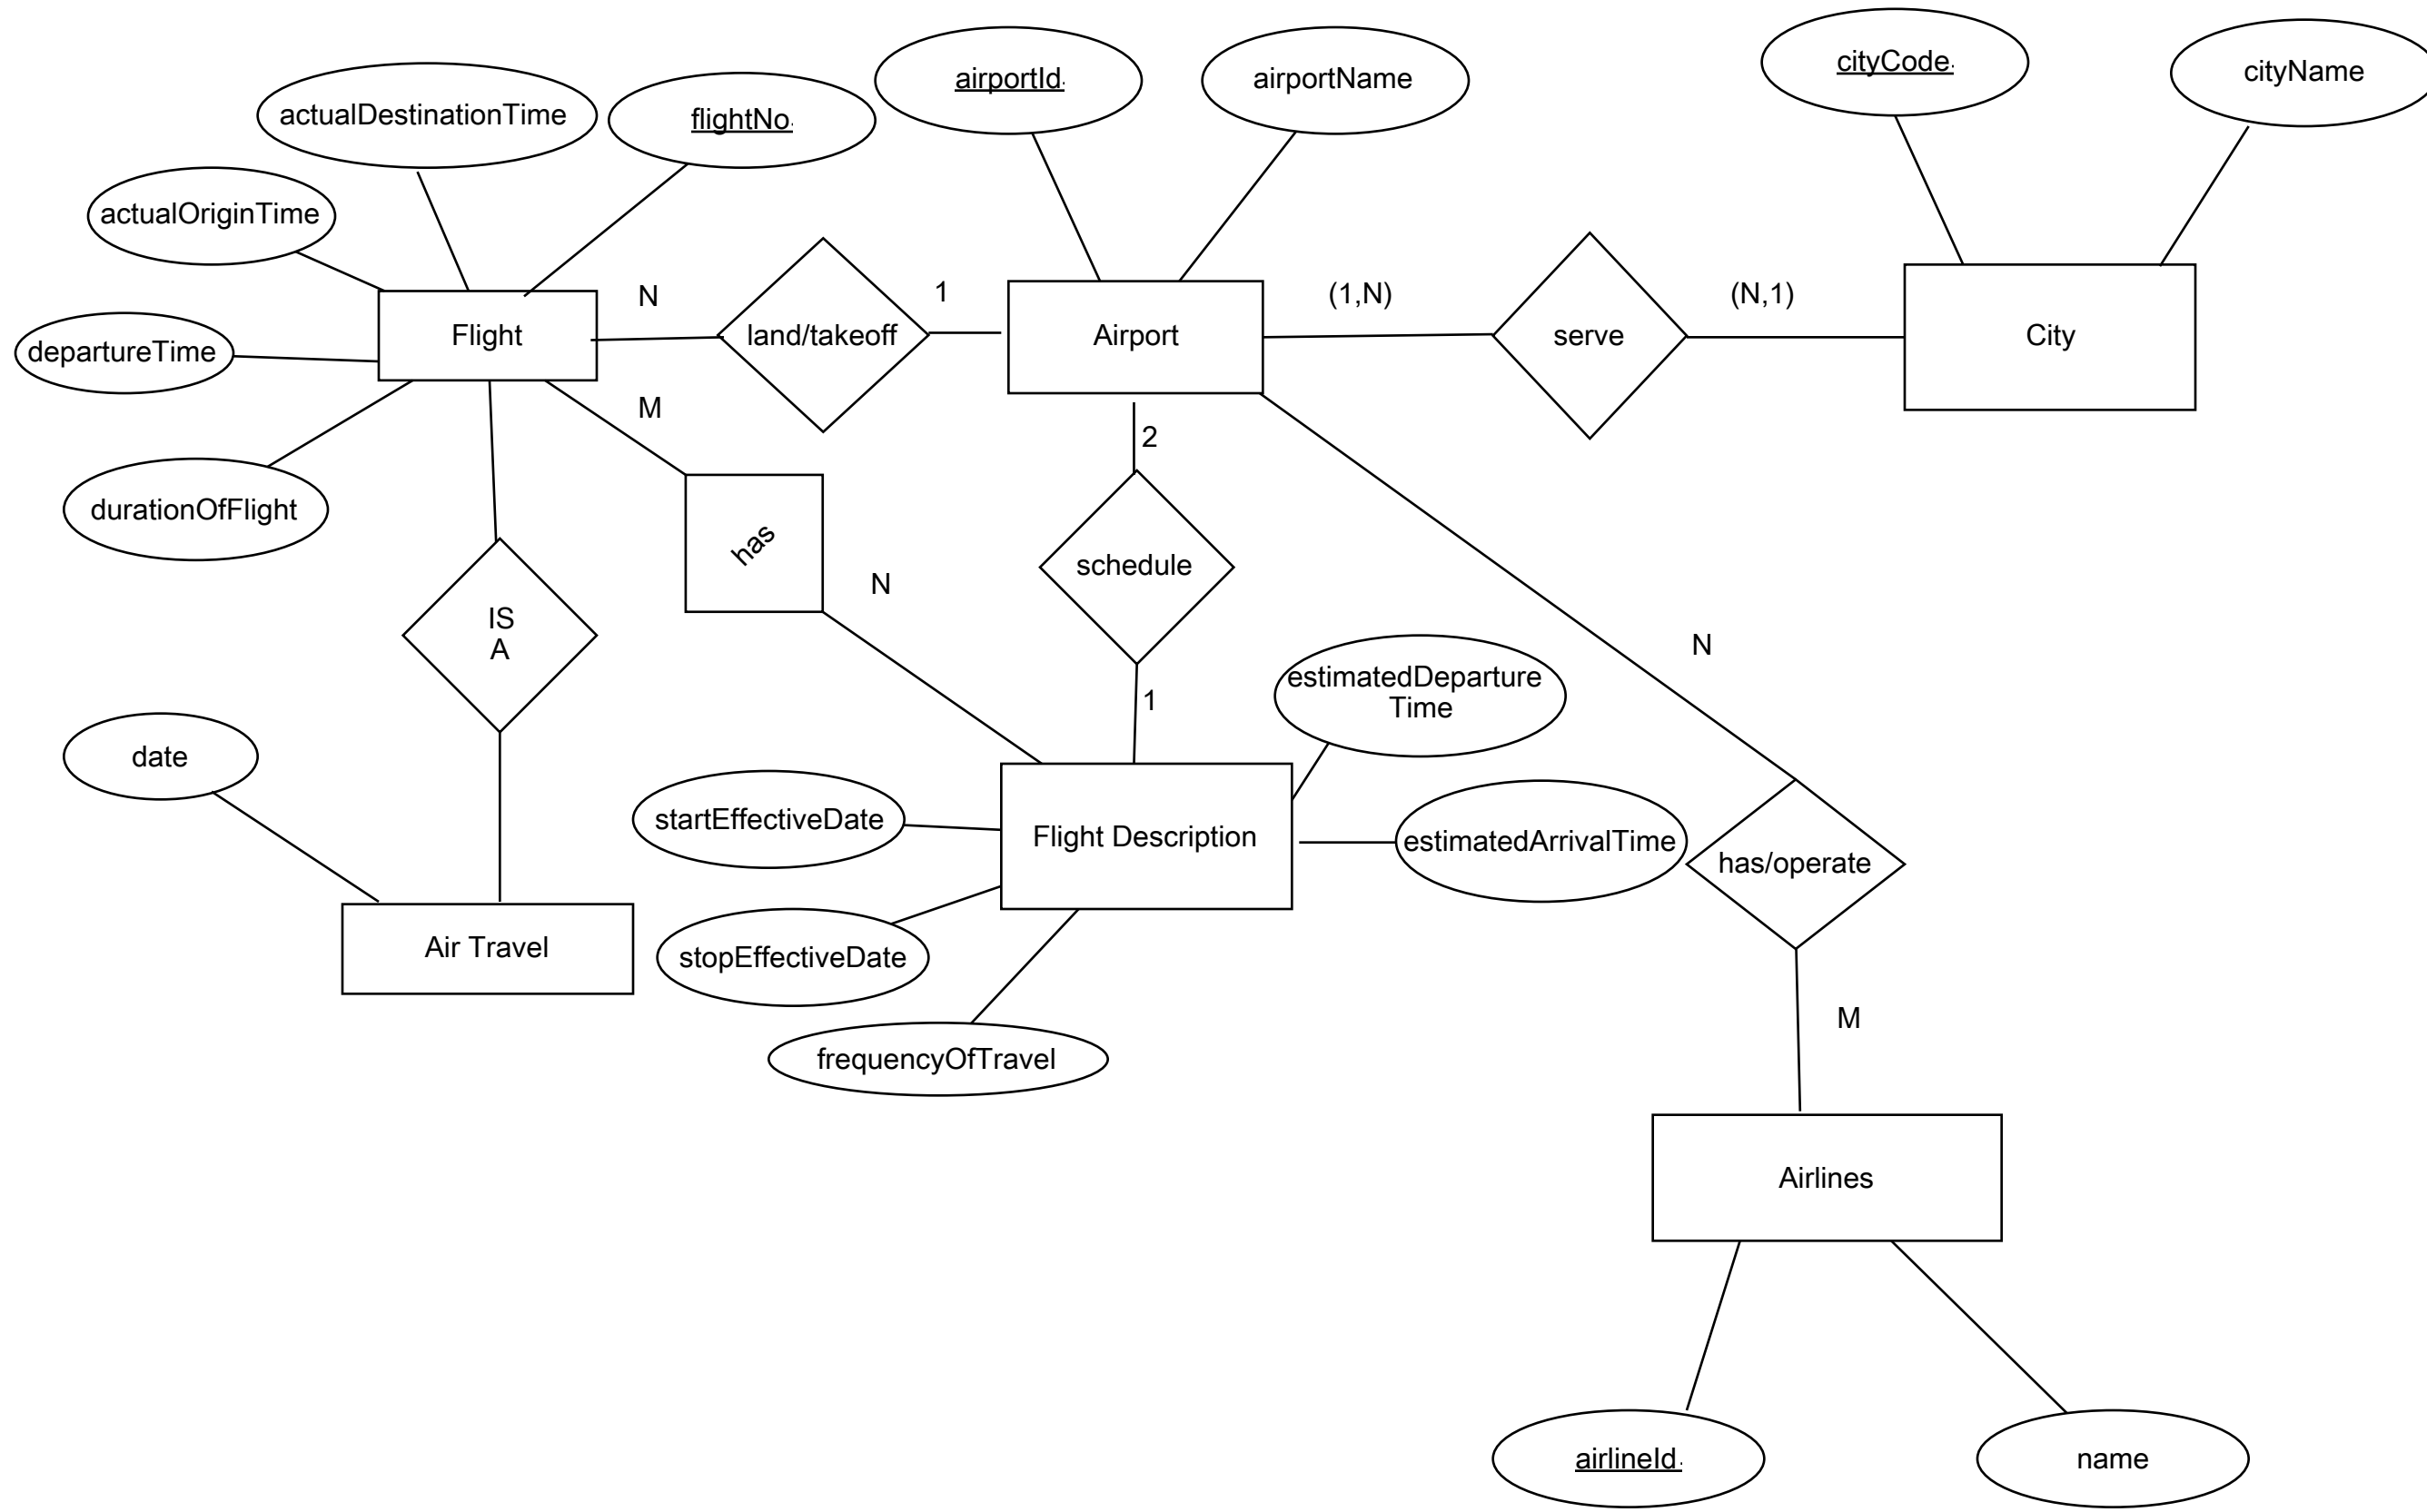 cityCode
cityName
airportId
airportName
actualDestinationTime
flightNo
actualOriginTime
N
1
(1,N)
(N,1)
Flight
land/takeoff
Airport
serve
City
departureTime
M
2
durationOfFlight
has
schedule
N
IS
A
N
estimatedDeparture
Time
1
date
startEffectiveDate
Flight Description
estimatedArrivalTime
has/operate
Air Travel
stopEffectiveDate
M
frequencyOfTravel
Airlines
airlineId
name